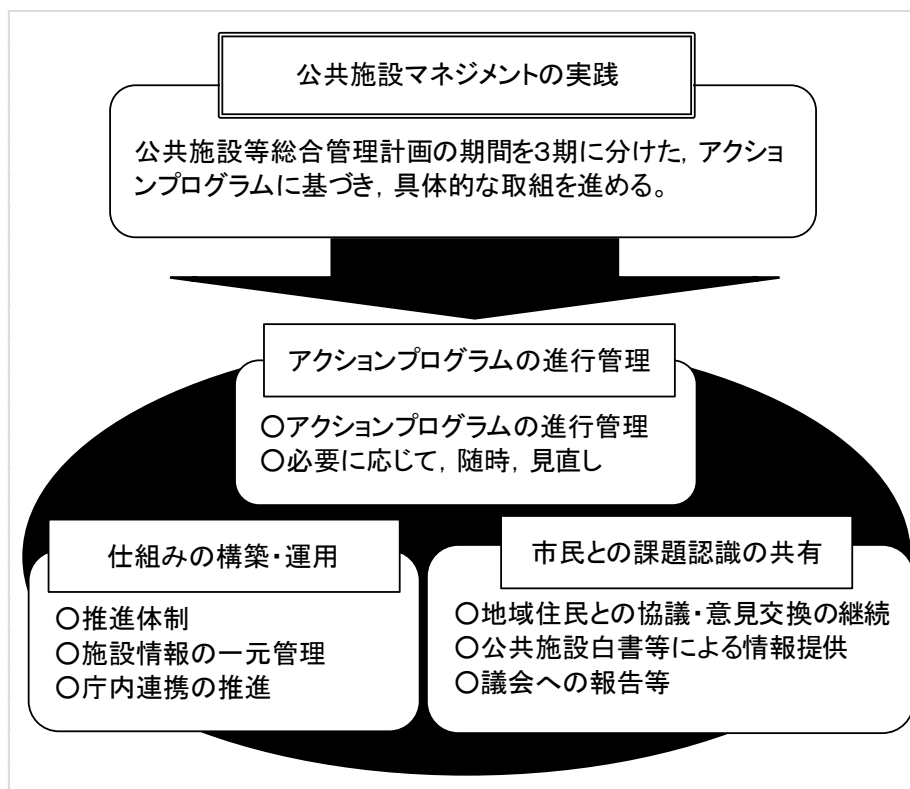 公共施設マネジメントの実践
公共施設等総合管理計画の期間を3期に分けた，アクショ
ンプログラムに基づき，具体的な取組を進める。
アクションプログラムの進行管理
○アクションプログラムの進行管理
○必要に応じて，随時，見直し
仕組みの構築・運用
○推進体制
○施設情報の一元管理
○庁内連携の推進
市民との課題認識の共有
○地域住民との協議・意見交換の継続
○公共施設白書等による情報提供
○議会への報告等